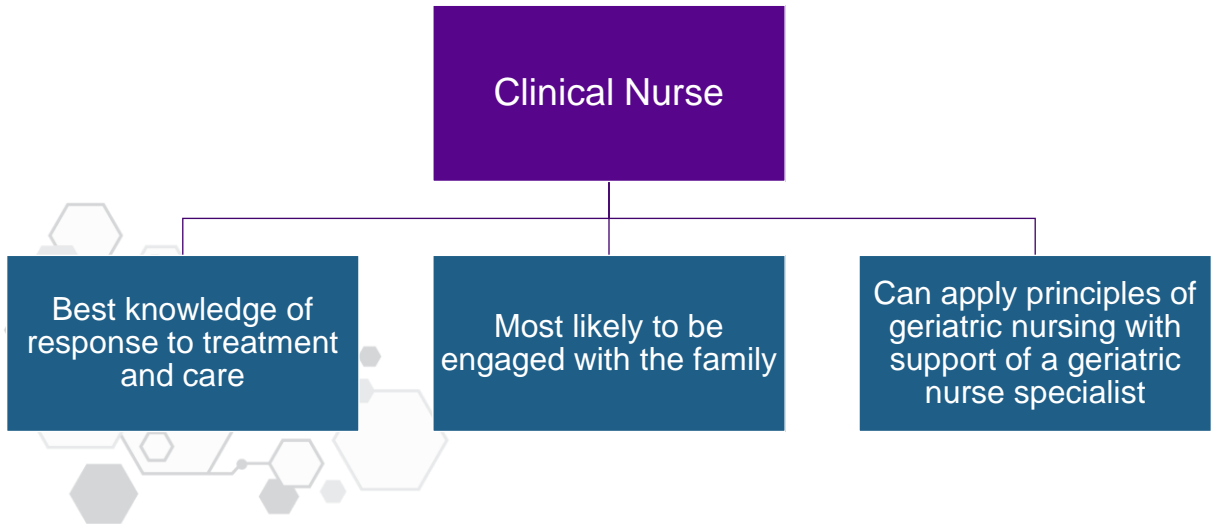 Clinical Nurse
Best knowledge of
response to treatment
and care
Most likely to be
engaged with the family
Can apply principles of
geriatric nursing with
support of a geriatric
nurse specialist